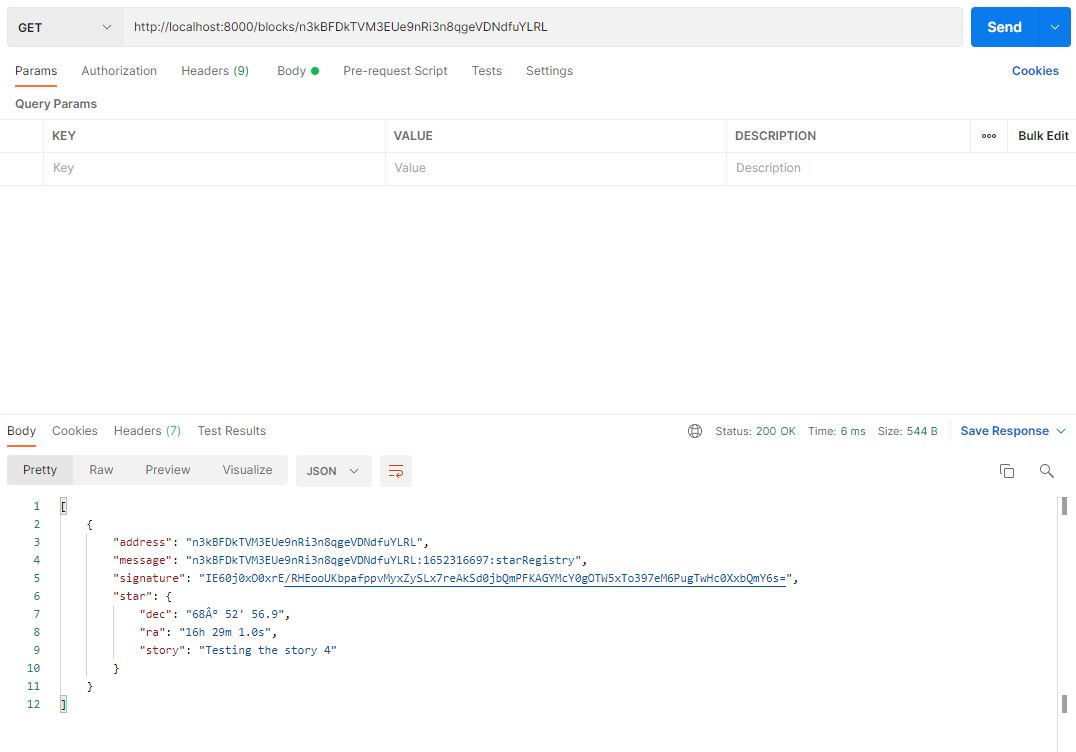 GET http://localhost:8000/blocks/n3kBFDkTVM3EUe9nRi3n8qgeVDNdfuYLRL Send
Params Authorization Headers (9) Body Pre-request Script Tests Settings Cookies
Query Params
KEY VALUE DESCRIPTION ooo Bulk Edit
Key Value Description
Body Cookies Headers (7) Test Results Status: 200 OK Time: 6 ms Size: 544 B Save Response
Pretty Raw Preview Visualize JSON
1 [
2 {
3 "address": "n3kBFDkTVM3EUe9nRi3n8qgeVDNdfuYLRL",
4 "message": "n3kBFDkTVM3EUe9nRi3n8qgeVDNdfuYLRL:1652316697:starRegistry",
5 "signature": "IE60j0xO0xrE/RHEooUKbpafppvMyxZySLx7reAkSd0jbQmPFKAGYMcY0gOTW5xTo397eM6PugTwHc0XxbQmY6s=",
6 "star": {
7 "dec": "68Â° 52' 56.9",
8 "ra": "16h 29m 1.0s",
9 "story": "Testing the story 4"
10 }
11 }
12 ]